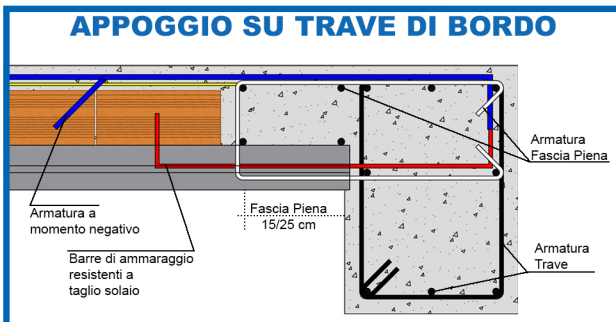 APPOGGIO SU TRAVE DI BORDO
Armatura
Fascia Piena
Armatura a
momento negativo
Fascia Piena
15/25 cm
Barre di ammaraggio
resistenti a
taglio solaio
Armatura
Trave